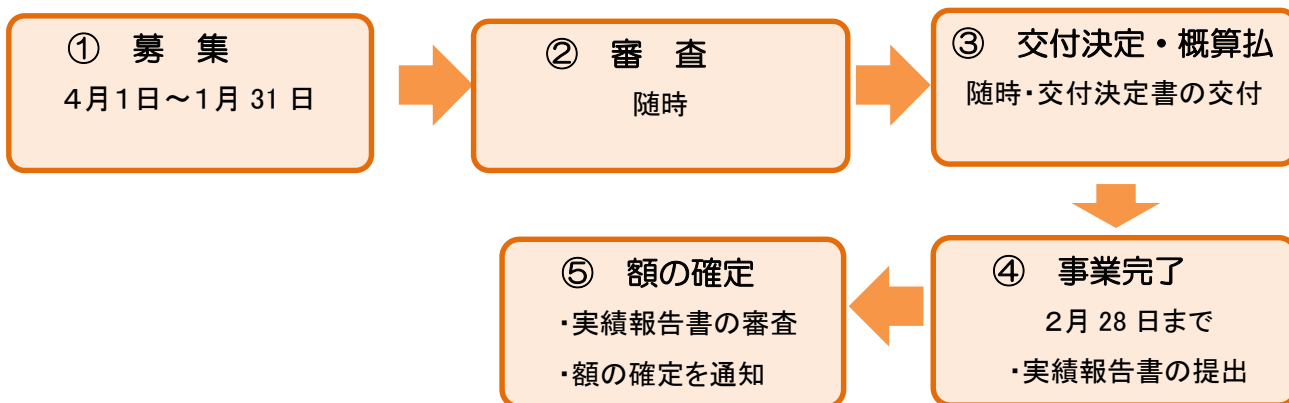 ① 募 集
４月１日～１月 31 日
② 審 査
随時
③ 交付決定・概算払
随時・交付決定書の交付
④ 事業完了
２月 28 日まで
・実績報告書の提出
⑤ 額の確定
・実績報告書の審査
・額の確定を通知